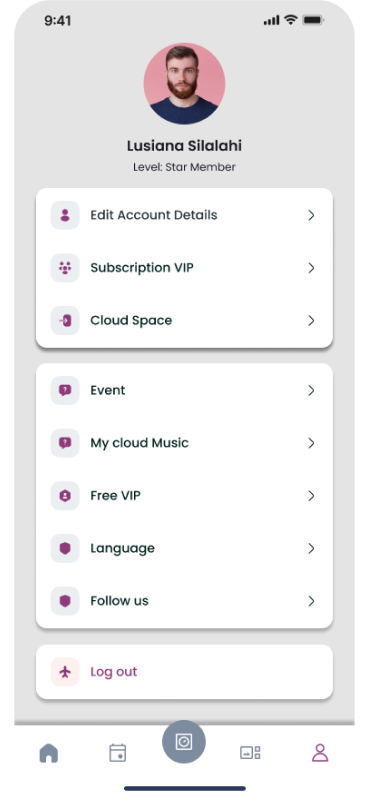 9:41
Lusiana Silalahi
Level: Star Member
Edit Account Details
Subscription VIP
Cloud Space
Event
My cloud Music
Free VIP
Language
Follow us
Log out